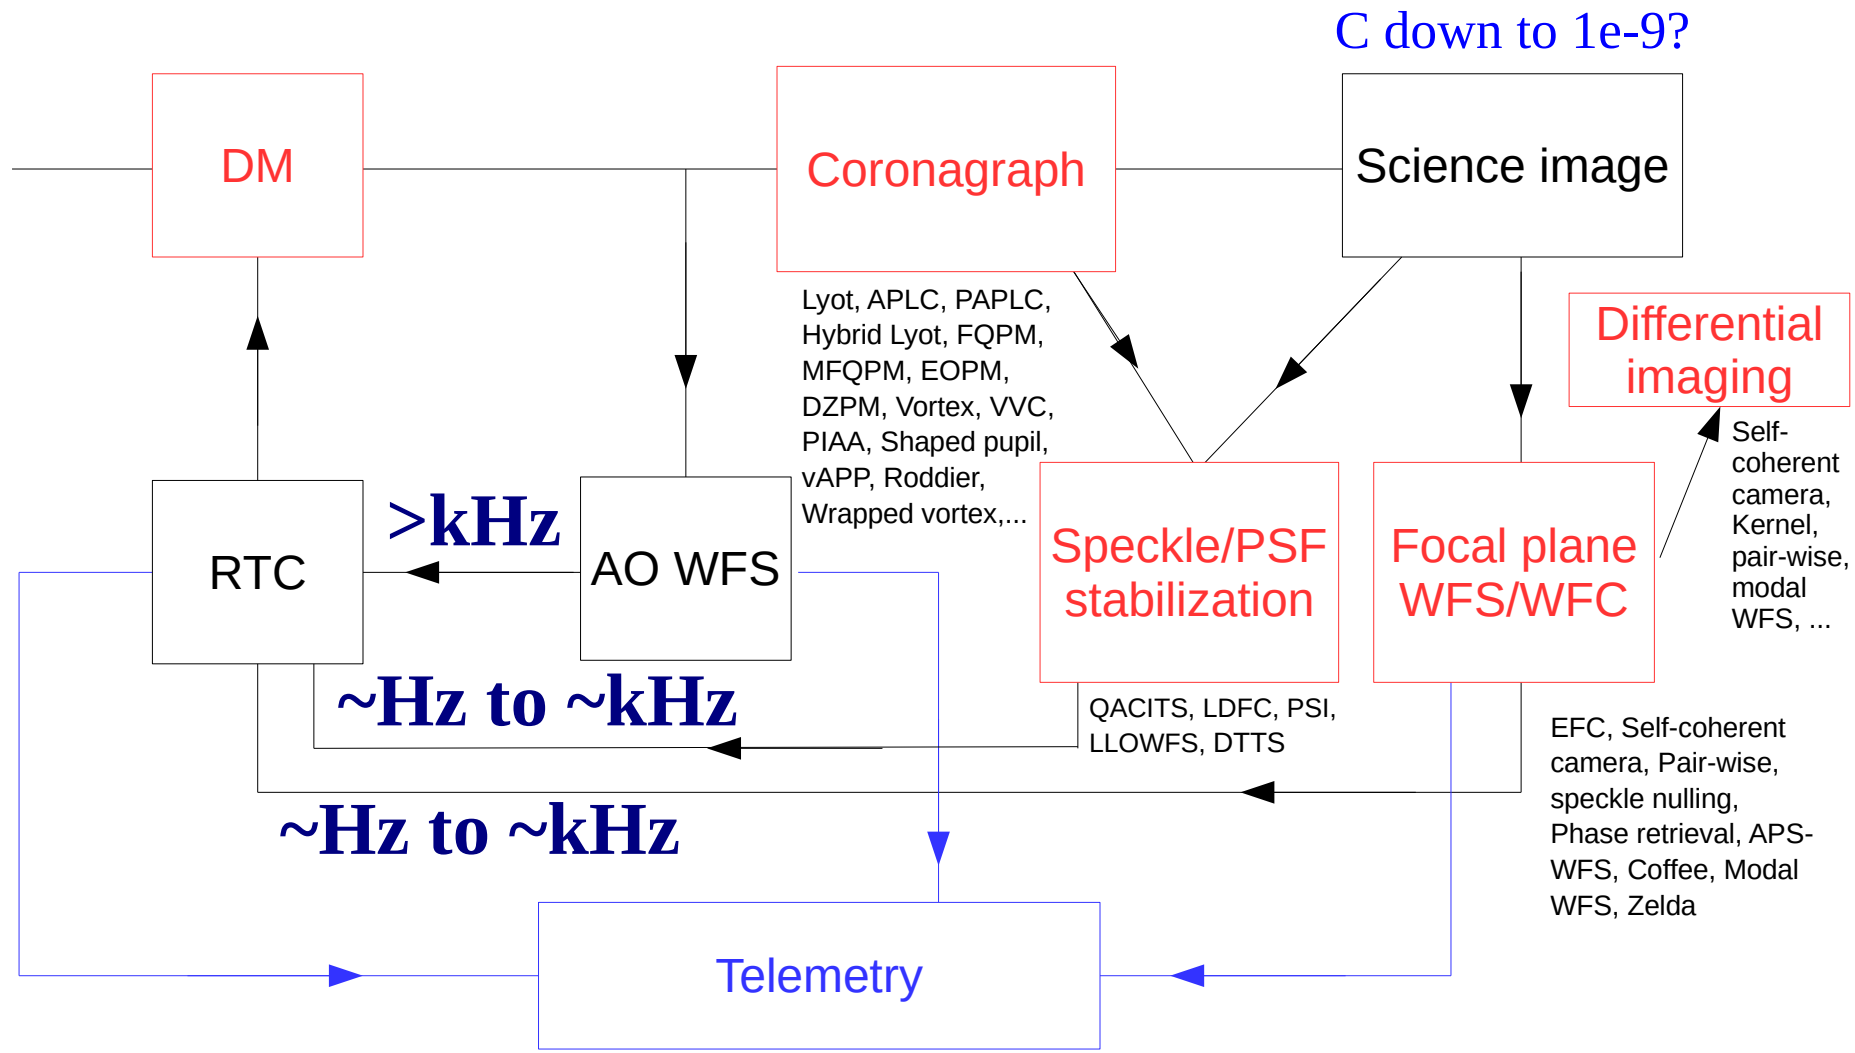 C down to 1e-9?
DM
Coronagraph
Science image
Lyot, APLC, PAPLC,
Hybrid Lyot, FQPM,
MFQPM, EOPM,
DZPM, Vortex, VVC,
PIAA, Shaped pupil,
vAPP, Roddier,
Wrapped vortex,...
Differential
imaging
Self-
coherent
camera,
Kernel,
pair-wise,
modal
WFS, ...
RTC
>kHz
AO WFS
Speckle/PSF
stabilization
Focal plane
WFS/WFC
~Hz to ~kHz
QACITS, LDFC, PSI,
LLOWFS, DTTS
EFC, Self-coherent
camera, Pair-wise,
speckle nulling,
Phase retrieval, APS-
WFS, Coffee, Modal
WFS, Zelda
~Hz to ~kHz
Telemetry